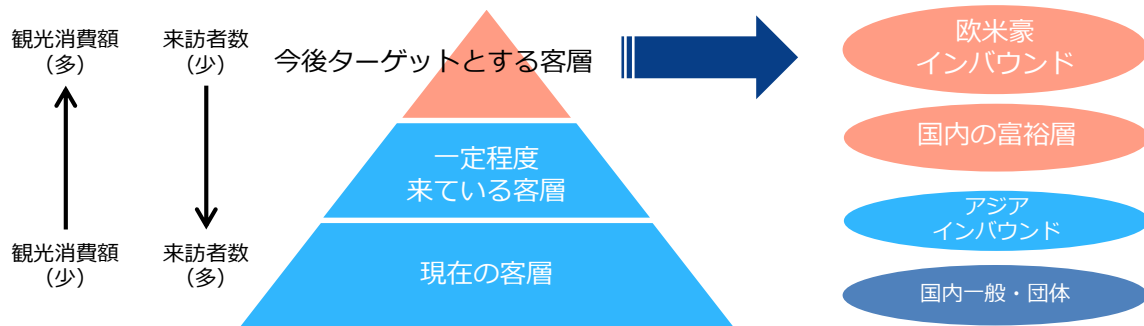 観光消費額
（多）
来訪者数
（少）
今後ターゲットとする客層
欧米豪
インバウンド
国内の富裕層
一定程度
来ている客層
アジア
インバウンド
観光消費額
（少）
来訪者数
（多）
現在の客層
国内一般・団体